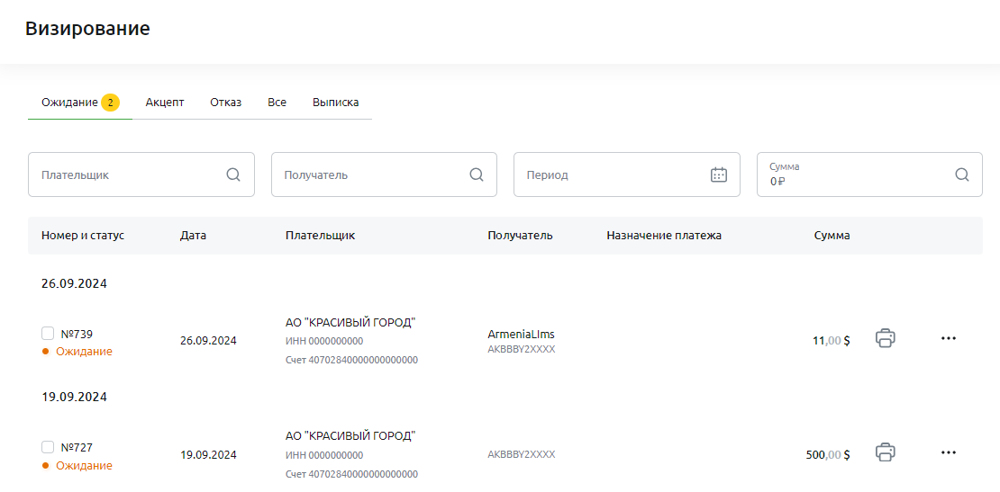 Визирование
Ожидание 2 Акцепт Отказ Все Выписка
Плательщик Получатель Период Сумма
0 ₽
Номер и статус Дата Плательщик Получатель Назначение платежа Сумма
26.09.2024
№739
Ожидание
26.09.2024
АО "КРАСИВЫЙ ГОРОД"
ИНН 0000000000
Счет 40702840000000000000
ArmeniaLIms
AKBBBY2XXXX
11,00 $
19.09.2024
№727
Ожидание
19.09.2024
АО "КРАСИВЫЙ ГОРОД"
ИНН 0000000000
Счет 40702840000000000000
AKBBBY2XXXX
500,00 $